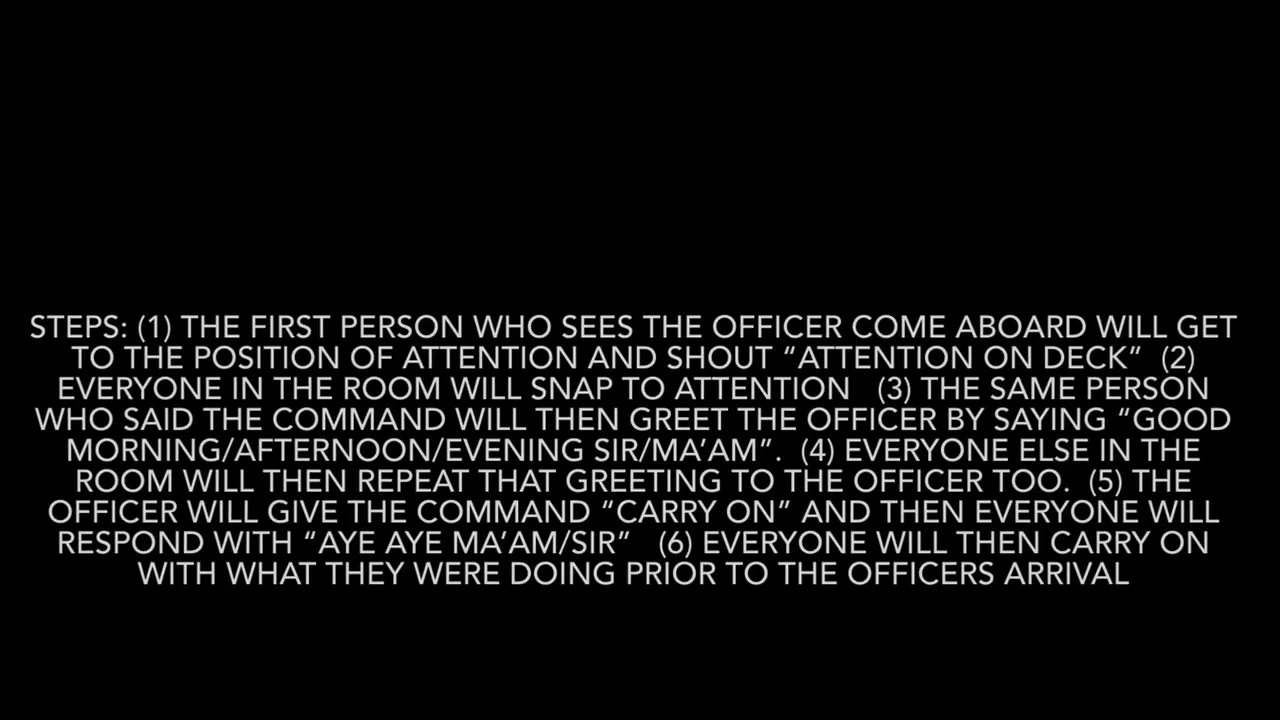 STEPS: (1) THE FIRST PERSON WHO SEES THE OFFICER COME ABOARD WILL GET
TO THE POSITION OF ATTENTION AND SHOUT “ATTENTION ON DECK” (2)
EVERYONE IN THE ROOM WILL SNAP TO ATTENTION (3) THE SAME PERSON
WHO SAID THE COMMAND WILL THEN GREET THE OFFICER BY SAYING “GOOD
MORNING/AFTERNOON/EVENING SIR/MA’AM”. (4) EVERYONE ELSE IN THE
ROOM WILL THEN REPEAT THAT GREETING TO THE OFFICER TOO. (5) THE
OFFICER WILL GIVE THE COMMAND “CARRY ON” AND THEN EVERYONE WILL
RESPOND WITH “AYE AYE MA’AM/SIR” (6) EVERYONE WILL THEN CARRY ON
WITH WHAT THEY WERE DOING PRIOR TO THE OFFICERS ARRIVAL